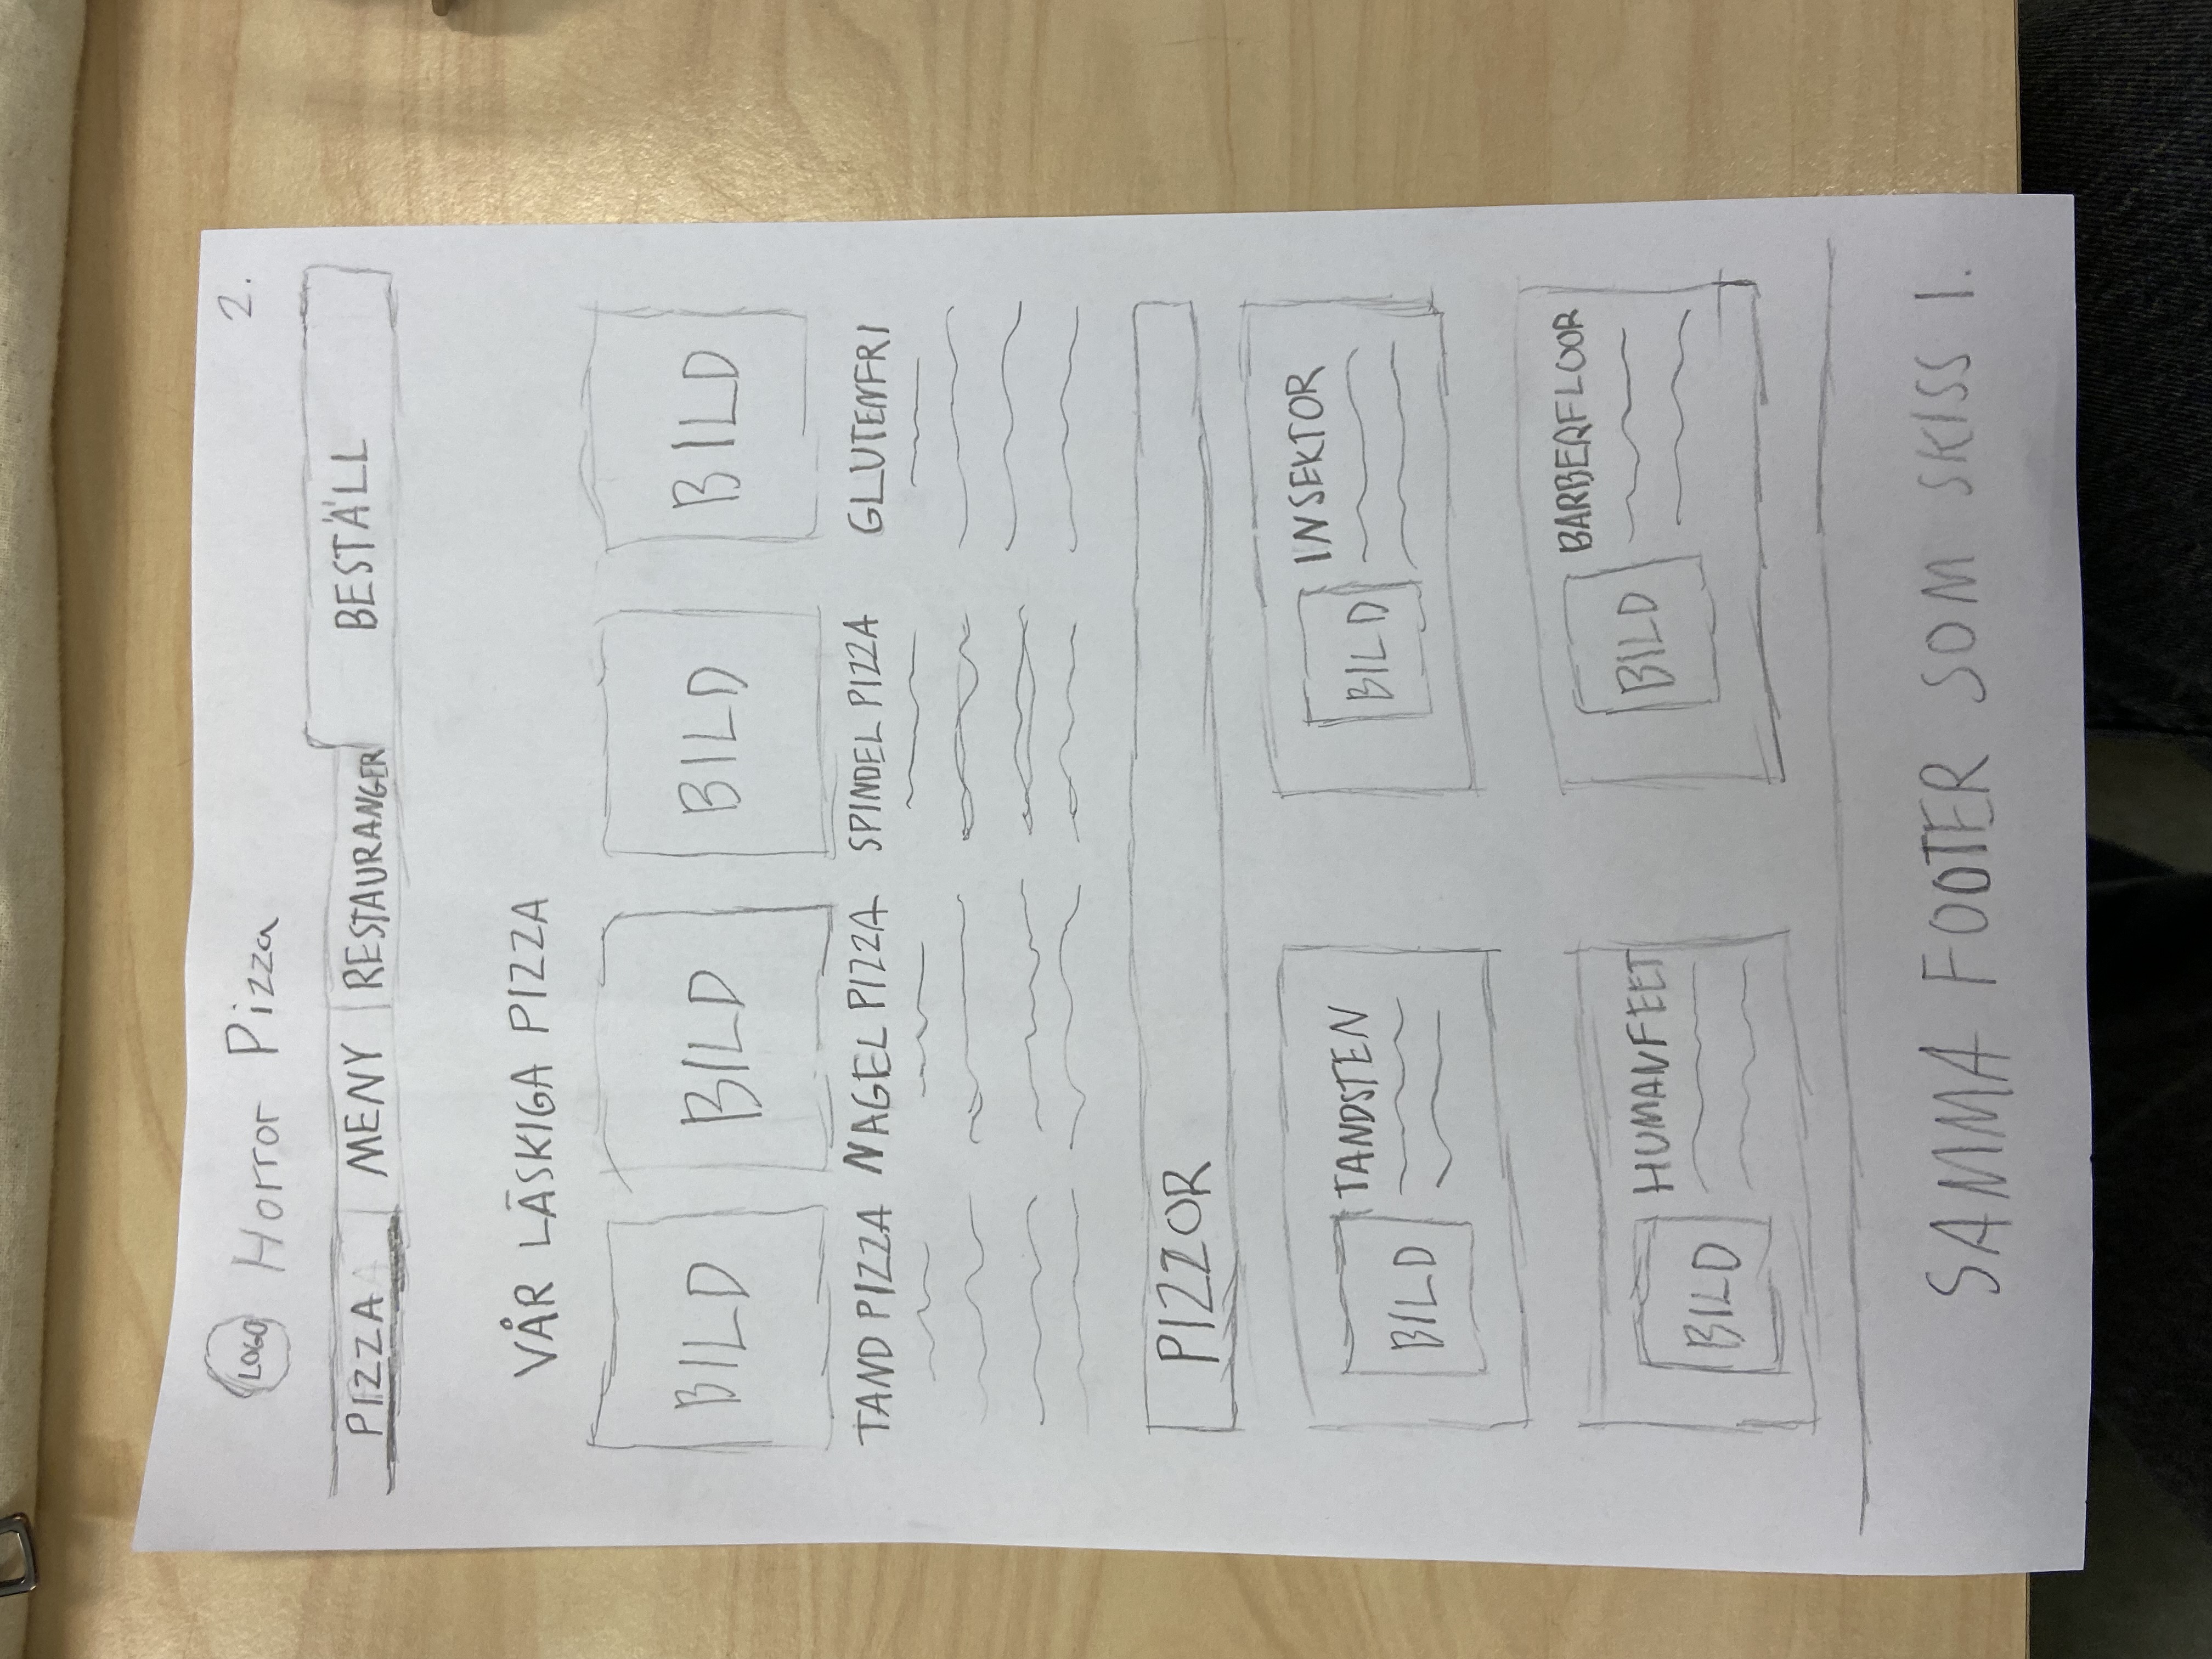 LOGO Horror Pizza 2.
PIZZA MENY RESTAURANGER BESTÄLL
VÅR LÄSKIGA PIZZA
BILD BILD BILD BILD
TAND PIZZA NAGEL PIZZA SPINDEL PIZZA GLUTENFRI
PIZZOR
BILD TANDSTEN
BILD INSEKTOR
BILD HUMANFEET
BILD BARBERFLOOR
SAMMA FOOTER SOM SKISS 1.